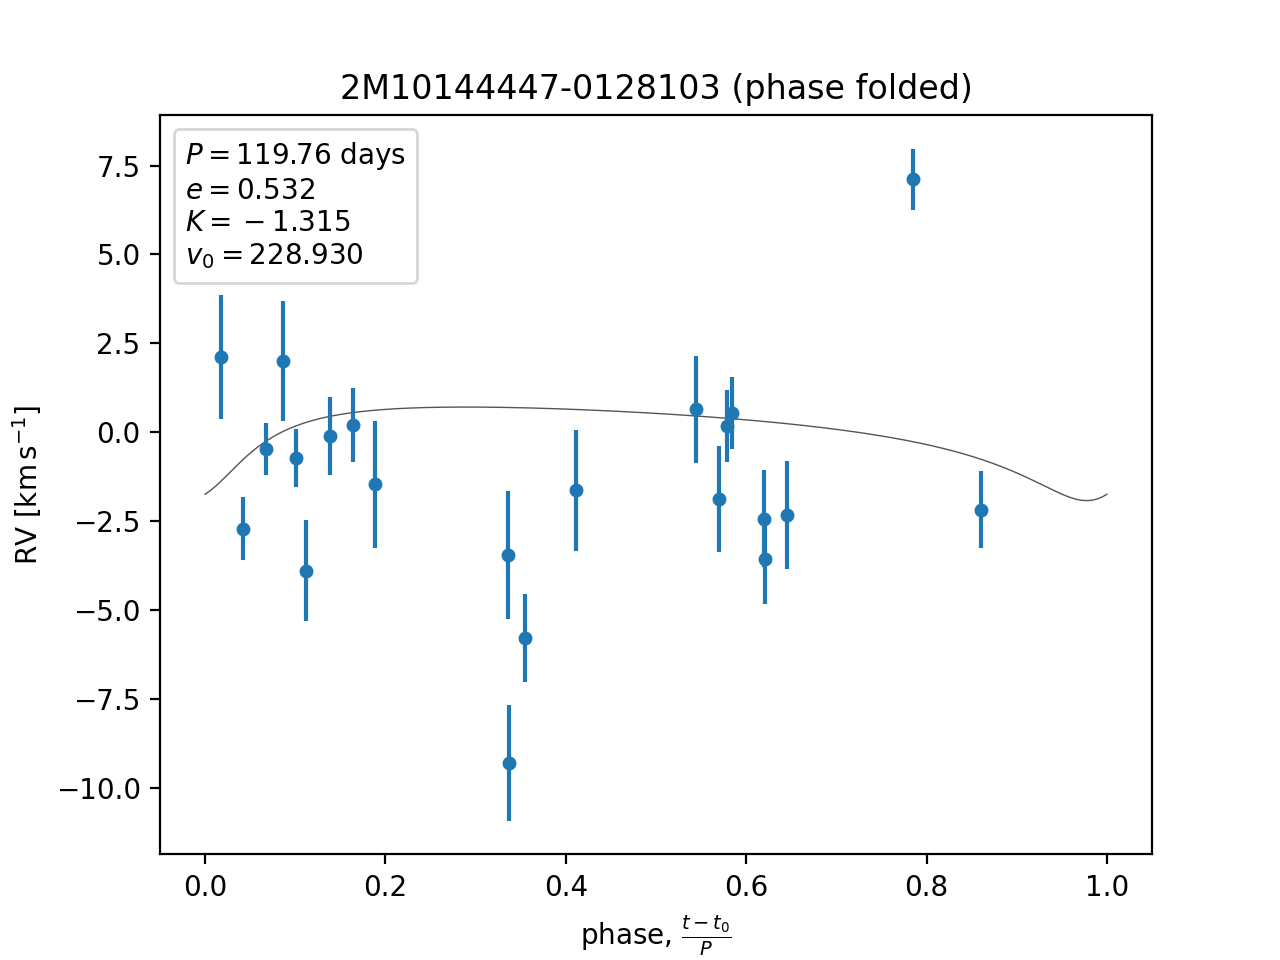 2M10144447-0128103 (phase folded)
P = 119.76 days
e = 0.532
K = −1.315
v₀ = 228.930
7.5
5.0
2.5
0.0
−2.5
−5.0
−7.5
−10.0
RV [km s⁻¹]
0.0 0.2 0.4 0.6 0.8 1.0
phase, (t − t₀)/P